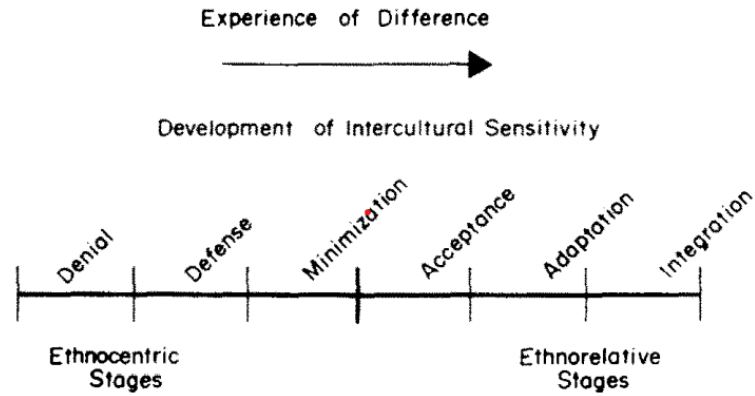 Experience of Difference
Development of Intercultural Sensitivity
Denial
Defense
Minimization
Acceptance
Adaptation
Integration
Ethnocentric
Stages
Ethnorelative
Stages